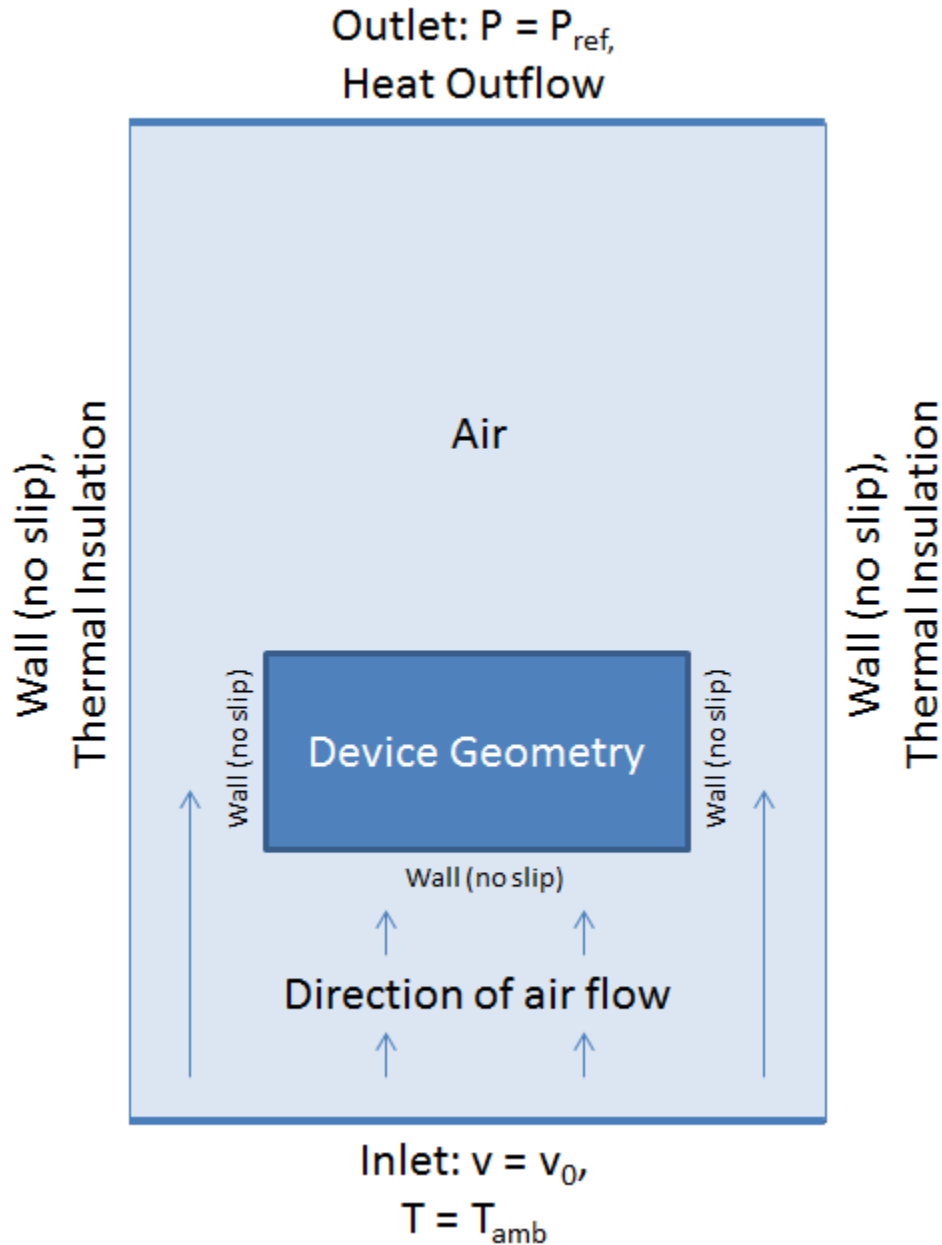 Outlet: P = P_ref,
Heat Outflow
Wall (no slip),
Thermal Insulation
Air
Wall (no slip),
Thermal Insulation
Wall (no slip)
Device Geometry
Wall (no slip)
Wall (no slip)
Direction of air flow
Inlet: v = v₀,
T = T_amb